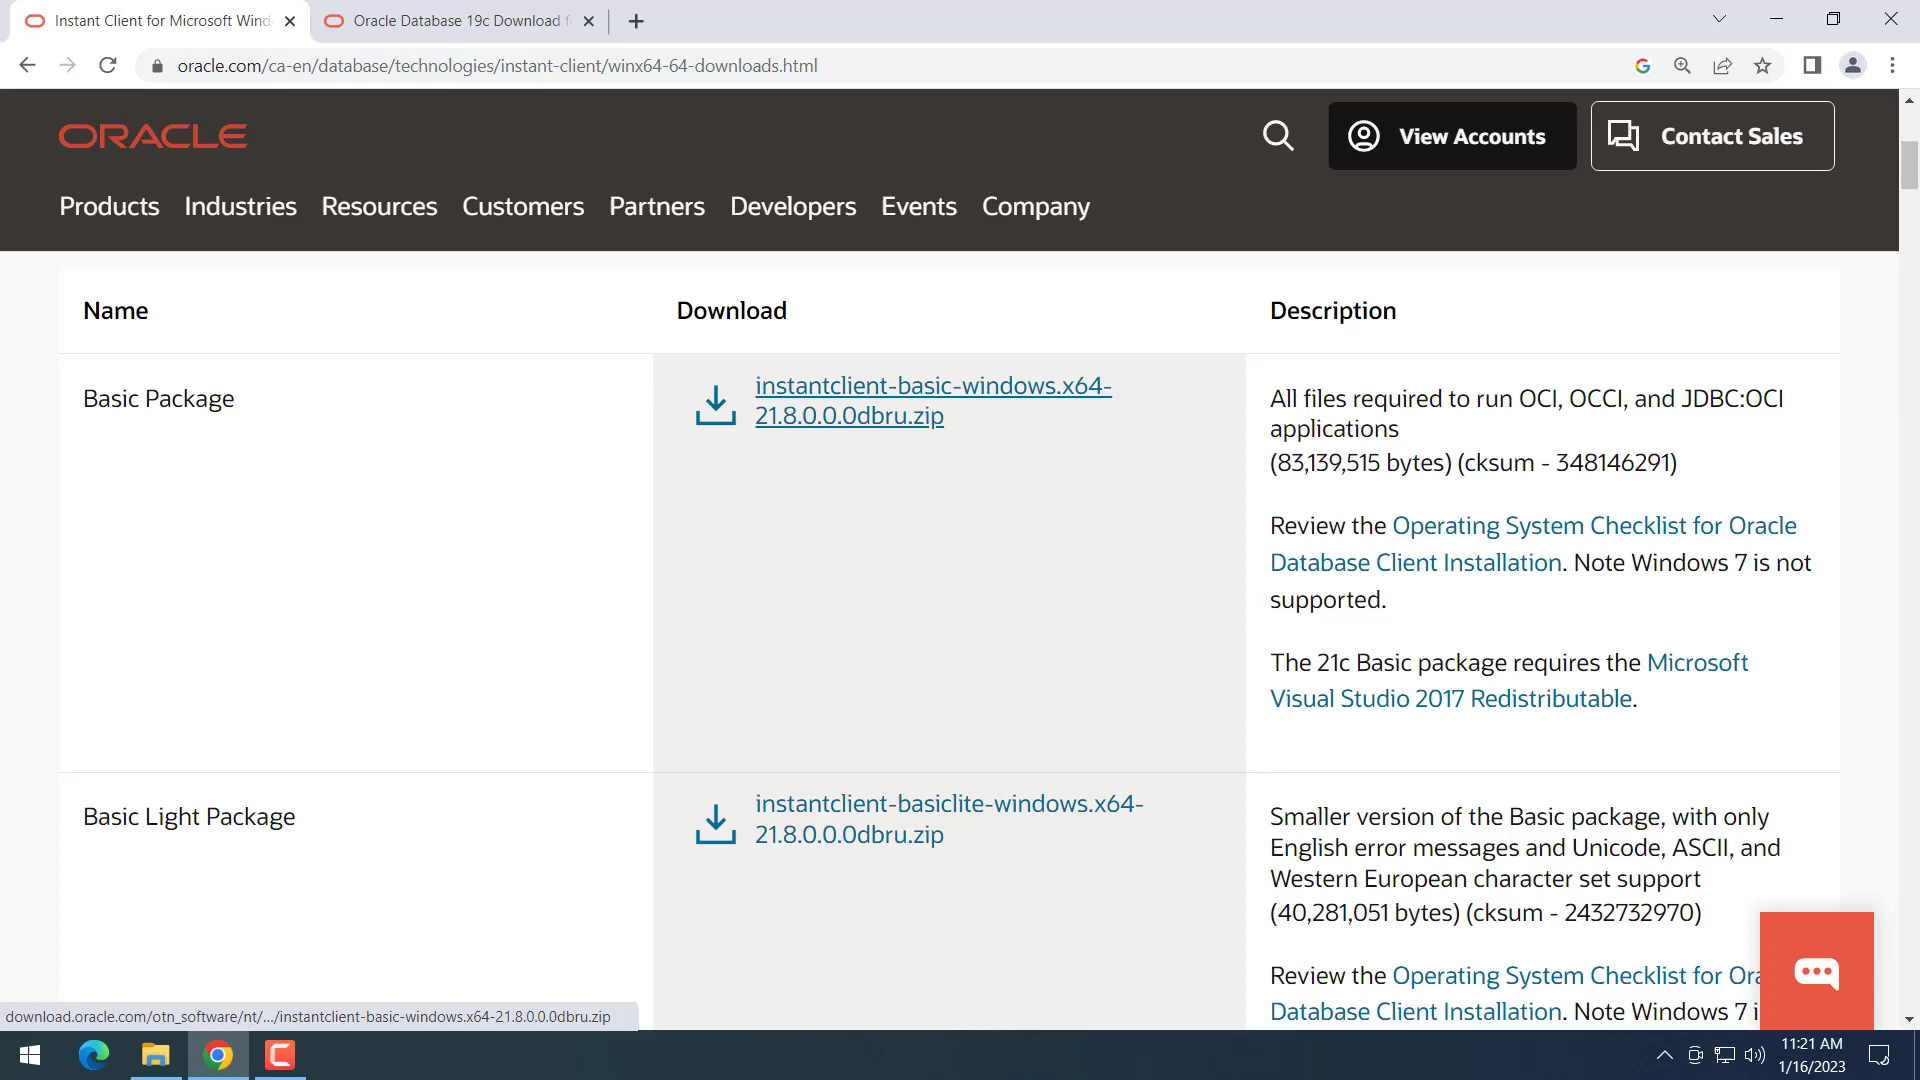 Instant Client for Microsoft Wind
Oracle Database 19c Download f
oracle.com/ca-en/database/technologies/instant-client/winx64-64-downloads.html
ORACLE
View Accounts
Contact Sales
Products Industries Resources Customers Partners Developers Events Company
Name
Download
Description
Basic Package
instantclient-basic-windows.x64-
21.8.0.0.0dbru.zip
All files required to run OCI, OCCI, and JDBC:OCI
applications
(83,139,515 bytes) (cksum - 348146291)
Review the Operating System Checklist for Oracle
Database Client Installation. Note Windows 7 is not
supported.
The 21c Basic package requires the Microsoft
Visual Studio 2017 Redistributable.
Basic Light Package
instantclient-basiclite-windows.x64-
21.8.0.0.0dbru.zip
Smaller version of the Basic package, with only
English error messages and Unicode, ASCII, and
Western European character set support
(40,281,051 bytes) (cksum - 2432732970)
Review the Operating System Checklist for Ora
Database Client Installation. Note Windows 7 i
download.oracle.com/otn_software/nt/.../instantclient-basic-windows.x64-21.8.0.0.0dbru.zip
11:21 AM
1/16/2023